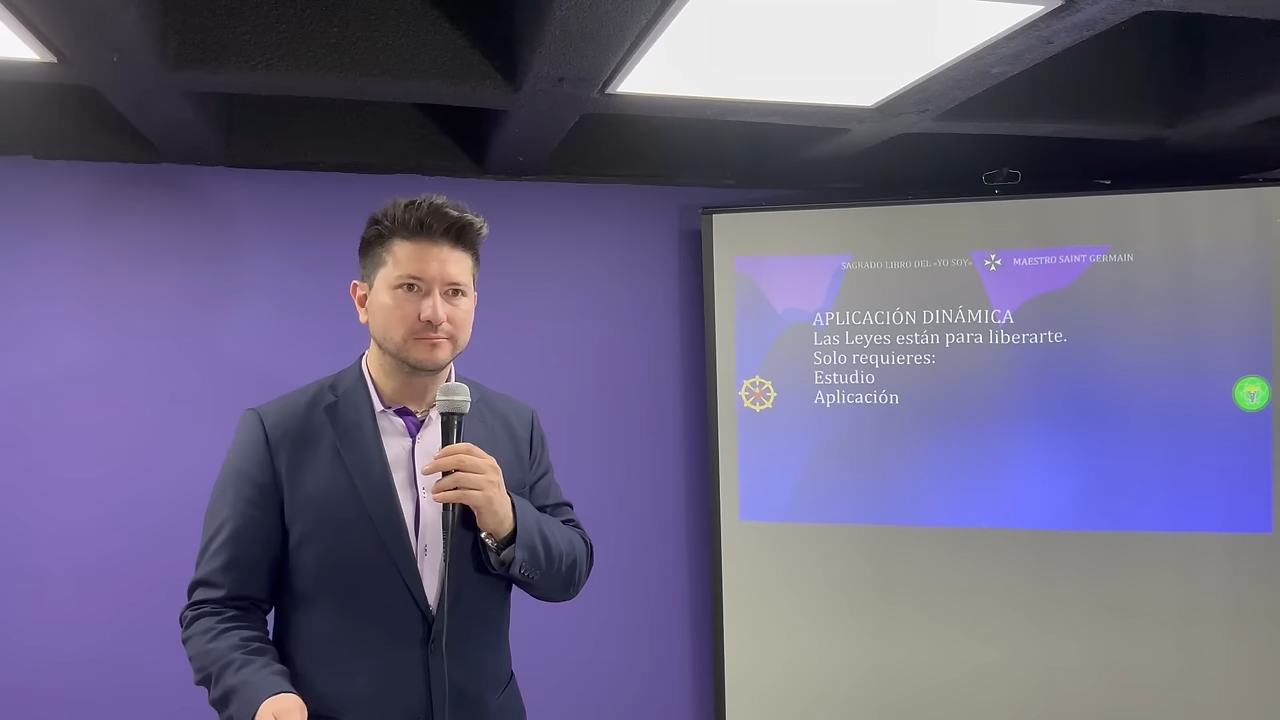 SAGRADO LIBRO DEL «YO SOY» MAESTRO SAINT GERMAIN
APLICACIÓN DINÁMICA
Las Leyes están para liberarte.
Solo requieres:
Estudio
Aplicación